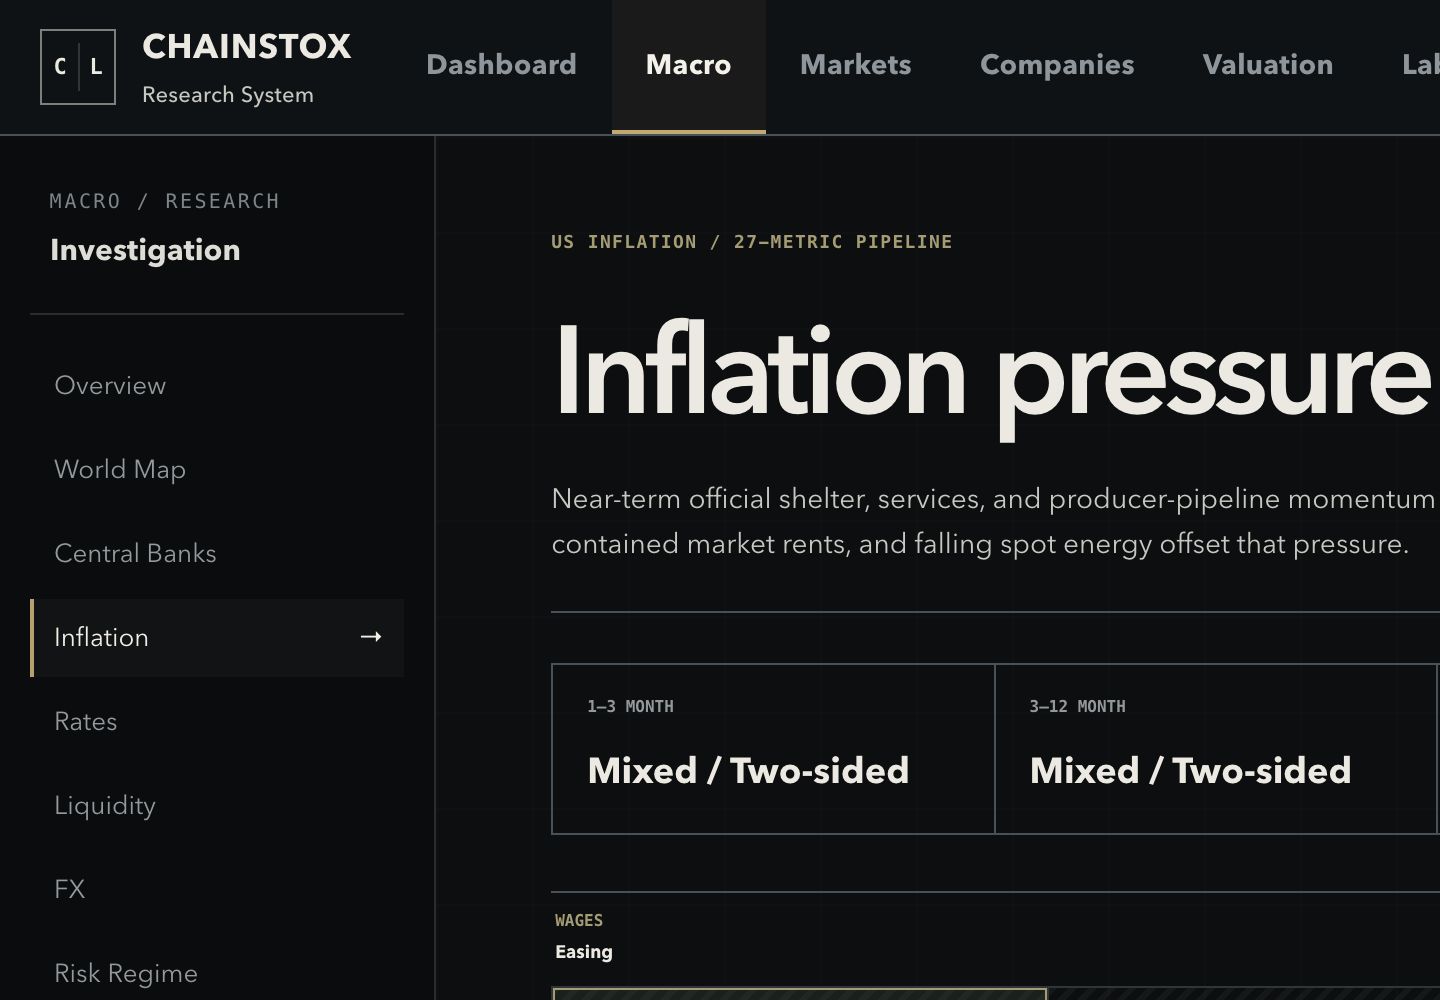 C L
CHAINSTOX
Research System
Dashboard
Macro
Markets
Companies
Valuation
MACRO / RESEARCH
Investigation
Overview
World Map
Central Banks
Inflation →
Rates
Liquidity
FX
Risk Regime
US INFLATION / 27–METRIC PIPELINE
Inflation pressure
Near-term official shelter, services, and producer-pipeline momentum
contained market rents, and falling spot energy offset that pressure.
1–3 MONTH
Mixed / Two-sided
3–12 MONTH
Mixed / Two-sided
WAGES
Easing